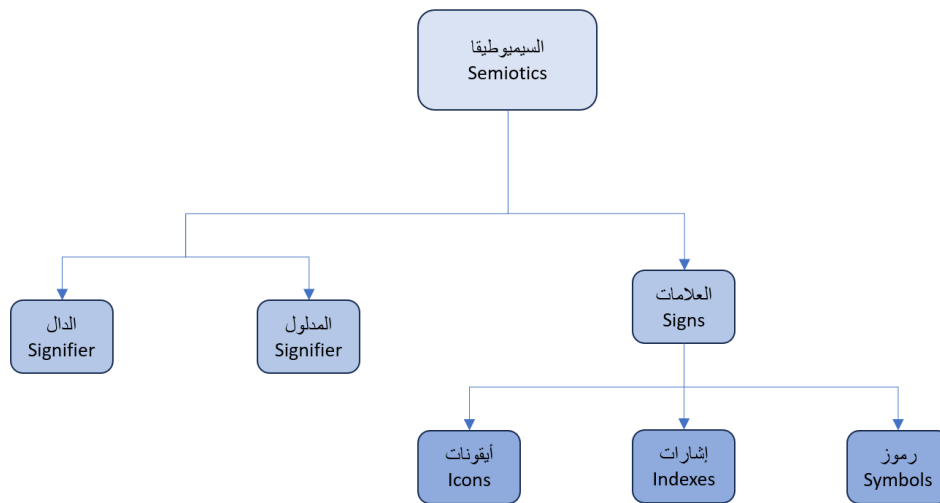 السيميوطيقا
Semiotics
العلامات
Signs
الدال
Signifier
المدلول
Signifier
أيقونات
Icons
إشارات
Indexes
رموز
Symbols